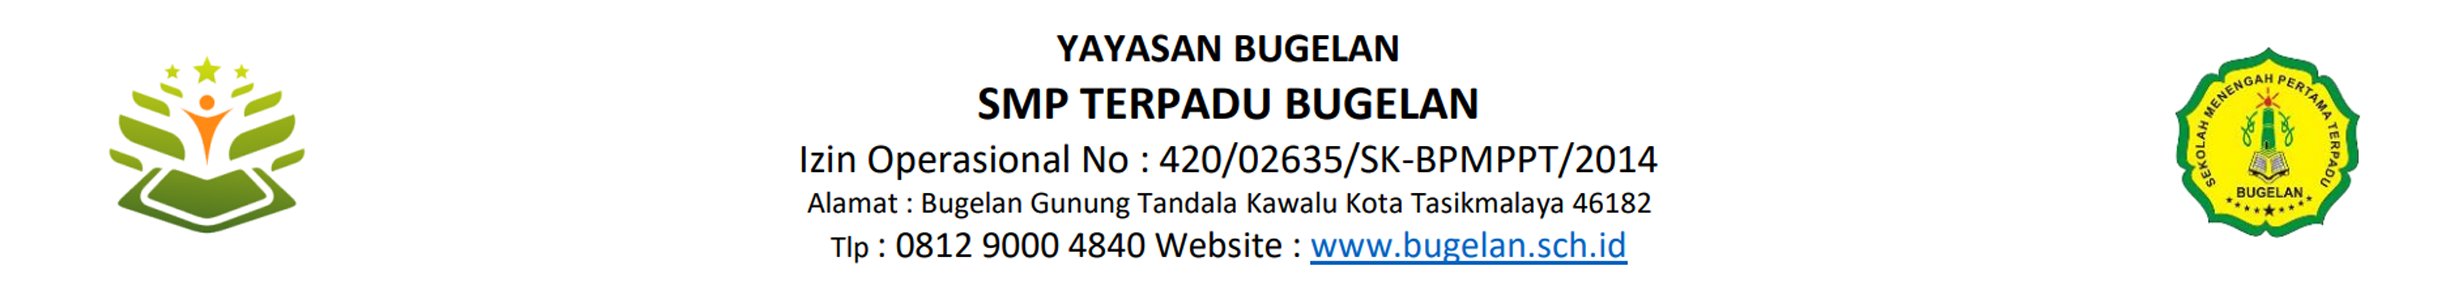 YAYASAN BUGELAN
SMP TERPADU BUGELAN
Izin Operasional No : 420/02635/SK-BPMPPT/2014
Alamat : Bugelan Gunung Tandala Kawalu Kota Tasikmalaya 46182
Tlp : 0812 9000 4840 Website : www.bugelan.sch.id
SEKOLAH MENENGAH PERTAMA TERPADU
BUGELAN